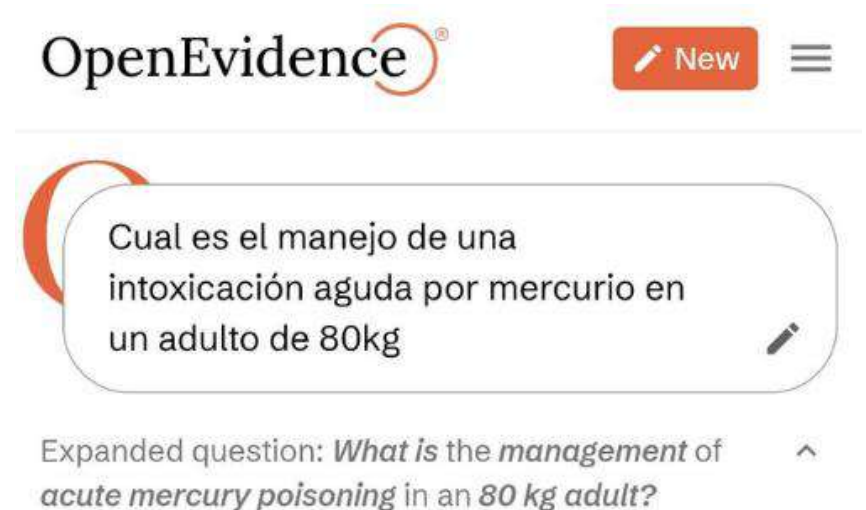 OpenEvidence®
New
Cual es el manejo de una
intoxicación aguda por mercurio en
un adulto de 80kg
Expanded question: What is the management of
acute mercury poisoning in an 80 kg adult?